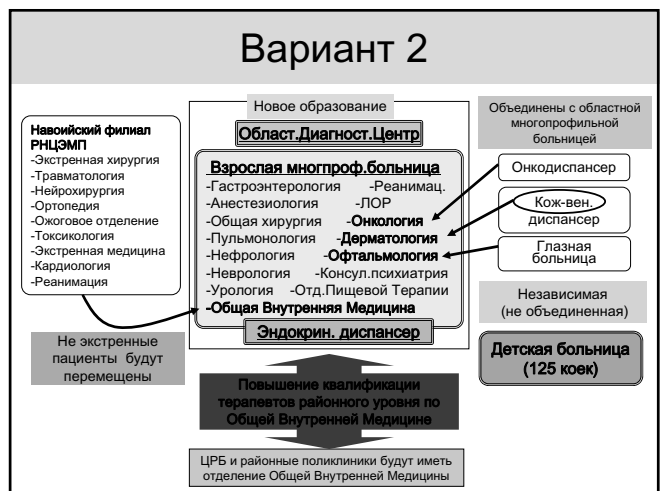 Вариант 2
Навоийский филиал
РНЦЭМП
-Экстренная хирургия
-Травматология
-Нейрохирургия
-Ортопедия
-Ожоговое отделение
-Токсикология
-Экстренная медицина
-Кардиология
-Реанимация
Не экстренные
пациенты будут
перемещены
Новое образование
Област.Диагност.Центр
Взрослая многпроф.больница
-Гастроэнтерология -Реанимац.
-Анестезиология -ЛОР
-Общая хирургия -Онкология
-Пульмонология -Дерматология
-Нефрология -Офтальмология
-Неврология -Консул.психиатрия
-Урология -Отд.Пищевой Терапии
-Общая Внутренняя Медицина
Эндокрин. диспансер
Повышение квалификации
терапевтов районного уровня по
Общей Внутренней Медицине
ЦРБ и районные поликлиники будут иметь
отделение Общей Внутренней Медицины
Объединены с областной
многопрофильной
больницей
Онкодиспансер
Кож-вен.
диспансер
Глазная
больница
Независимая
(не объединенная)
Детская больница
(125 коек)